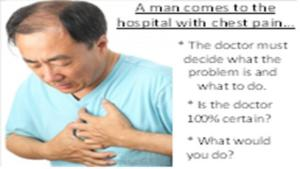 A man comes to the
hospital with chest pain...
* The doctor must
decide what the
problem is and
what to do.
* Is the doctor
100% certain?
* What would
you do?